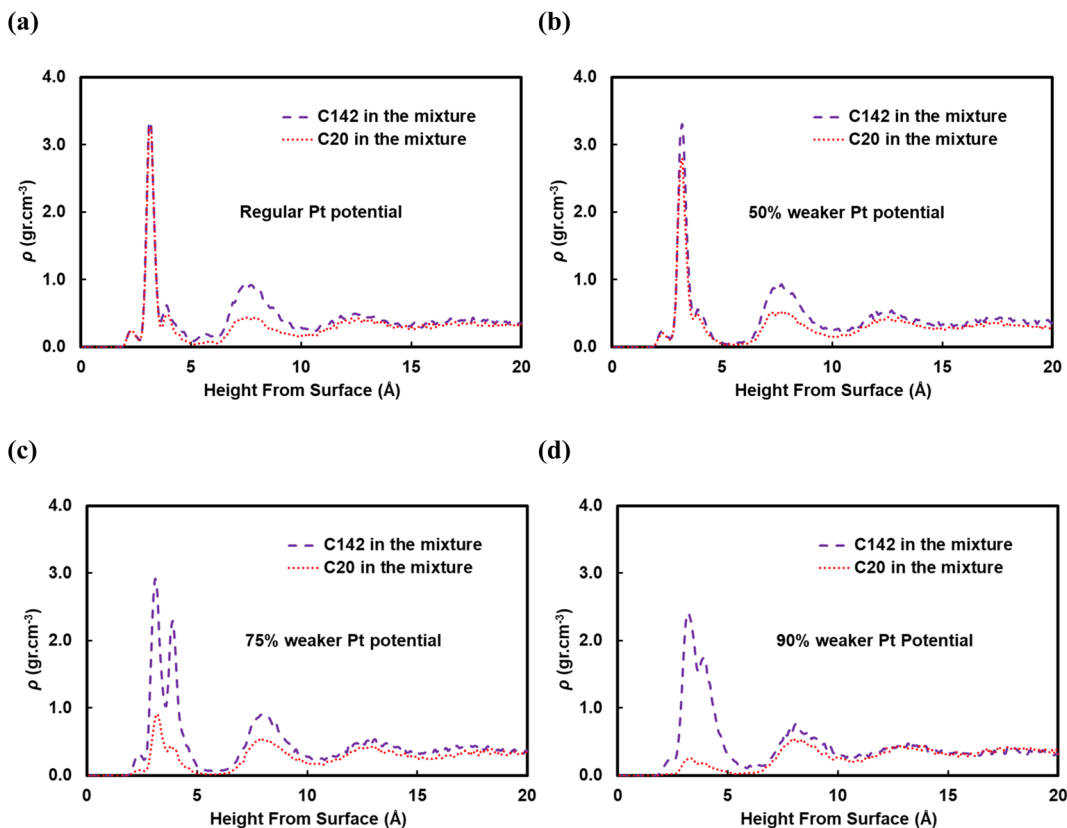 (a)
4.0
3.0
2.0
1.0
0.0
ρ (gr.cm-3)
C142 in the mixture
C20 in the mixture
Regular Pt potential
0 5 10 15 20
Height From Surface (Å)
(b)
4.0
3.0
2.0
1.0
0.0
ρ (gr.cm-3)
C142 in the mixture
C20 in the mixture
50% weaker Pt potential
0 5 10 15 20
Height From Surface (Å)
(c)
4.0
3.0
2.0
1.0
0.0
ρ (gr.cm-3)
C142 in the mixture
C20 in the mixture
75% weaker Pt potential
0 5 10 15 20
Height From Surface (Å)
(d)
4.0
3.0
2.0
1.0
0.0
ρ (gr.cm-3)
C142 in the mixture
C20 in the mixture
90% weaker Pt Potential
0 5 10 15 20
Height From Surface (Å)